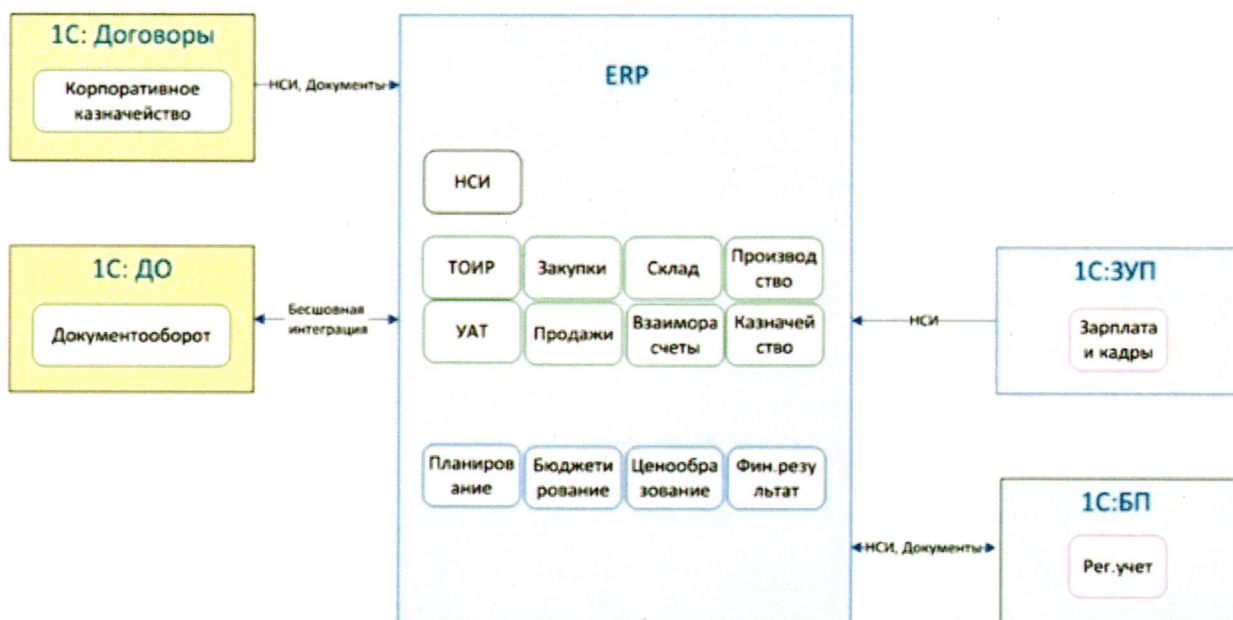 1С: Договоры
Корпоративное
казначейство
НСИ, Документы
ERP
НСИ
1С: ДО
Документооборот
Бесшовная
интеграция
ТОИР
Закупки
Склад
Производ
ство
УАТ
Продажи
Взаимора
счеты
Казначей
ство
Планиров
ание
Бюджети
рование
Ценообра
зование
Фин.резу
льтат
НСИ
1С:ЗУП
Зарплата
и кадры
НСИ, Документы
1С:БП
Рег.учет